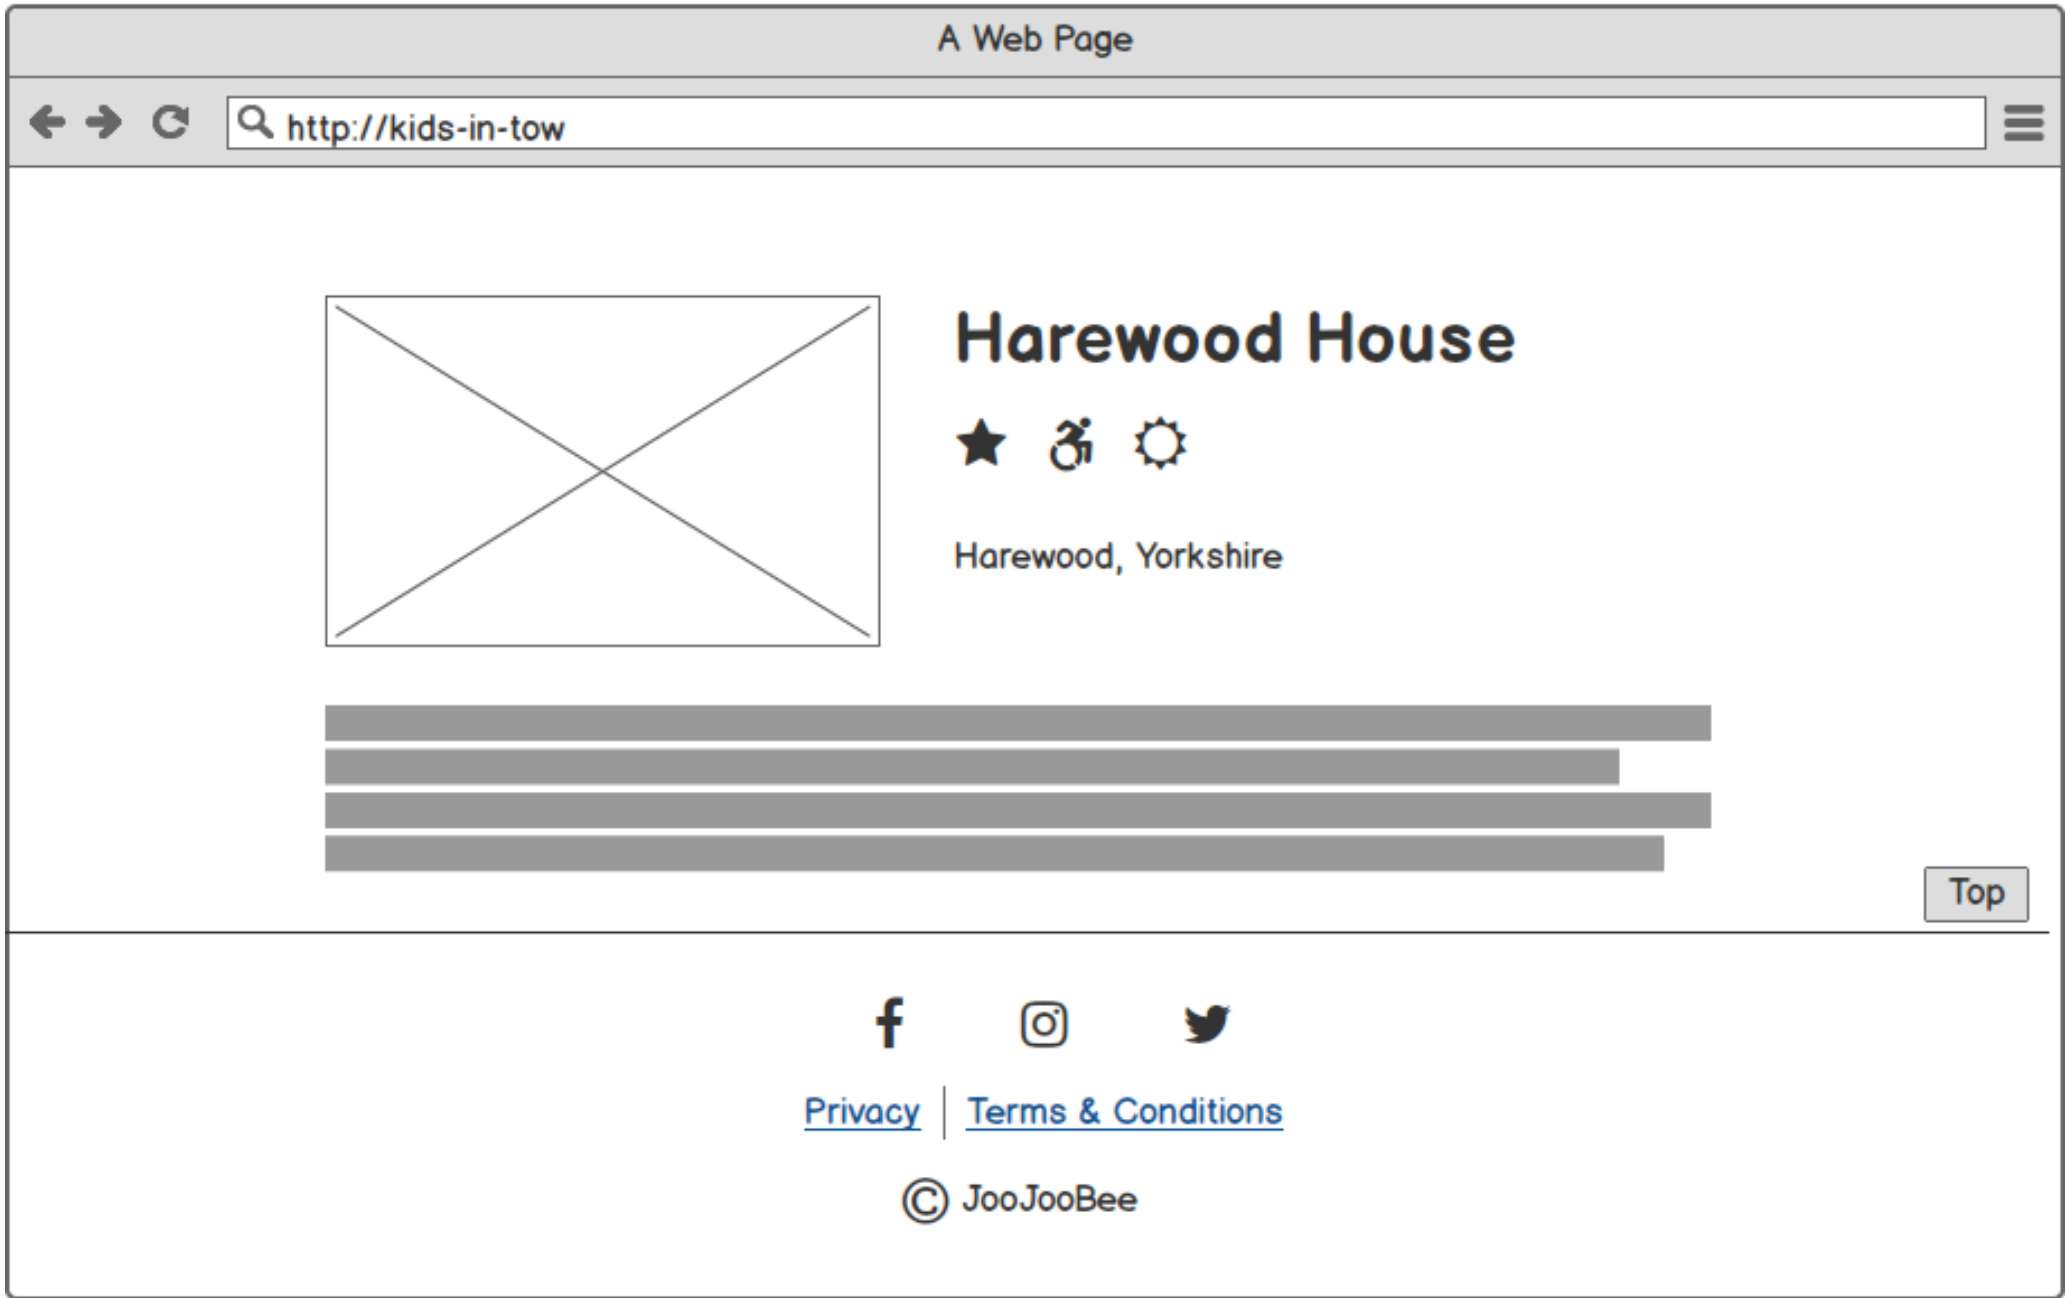 A Web Page
http://kids-in-tow
Harewood House
Harewood, Yorkshire
Top
Privacy | Terms & Conditions
© JooJooBee